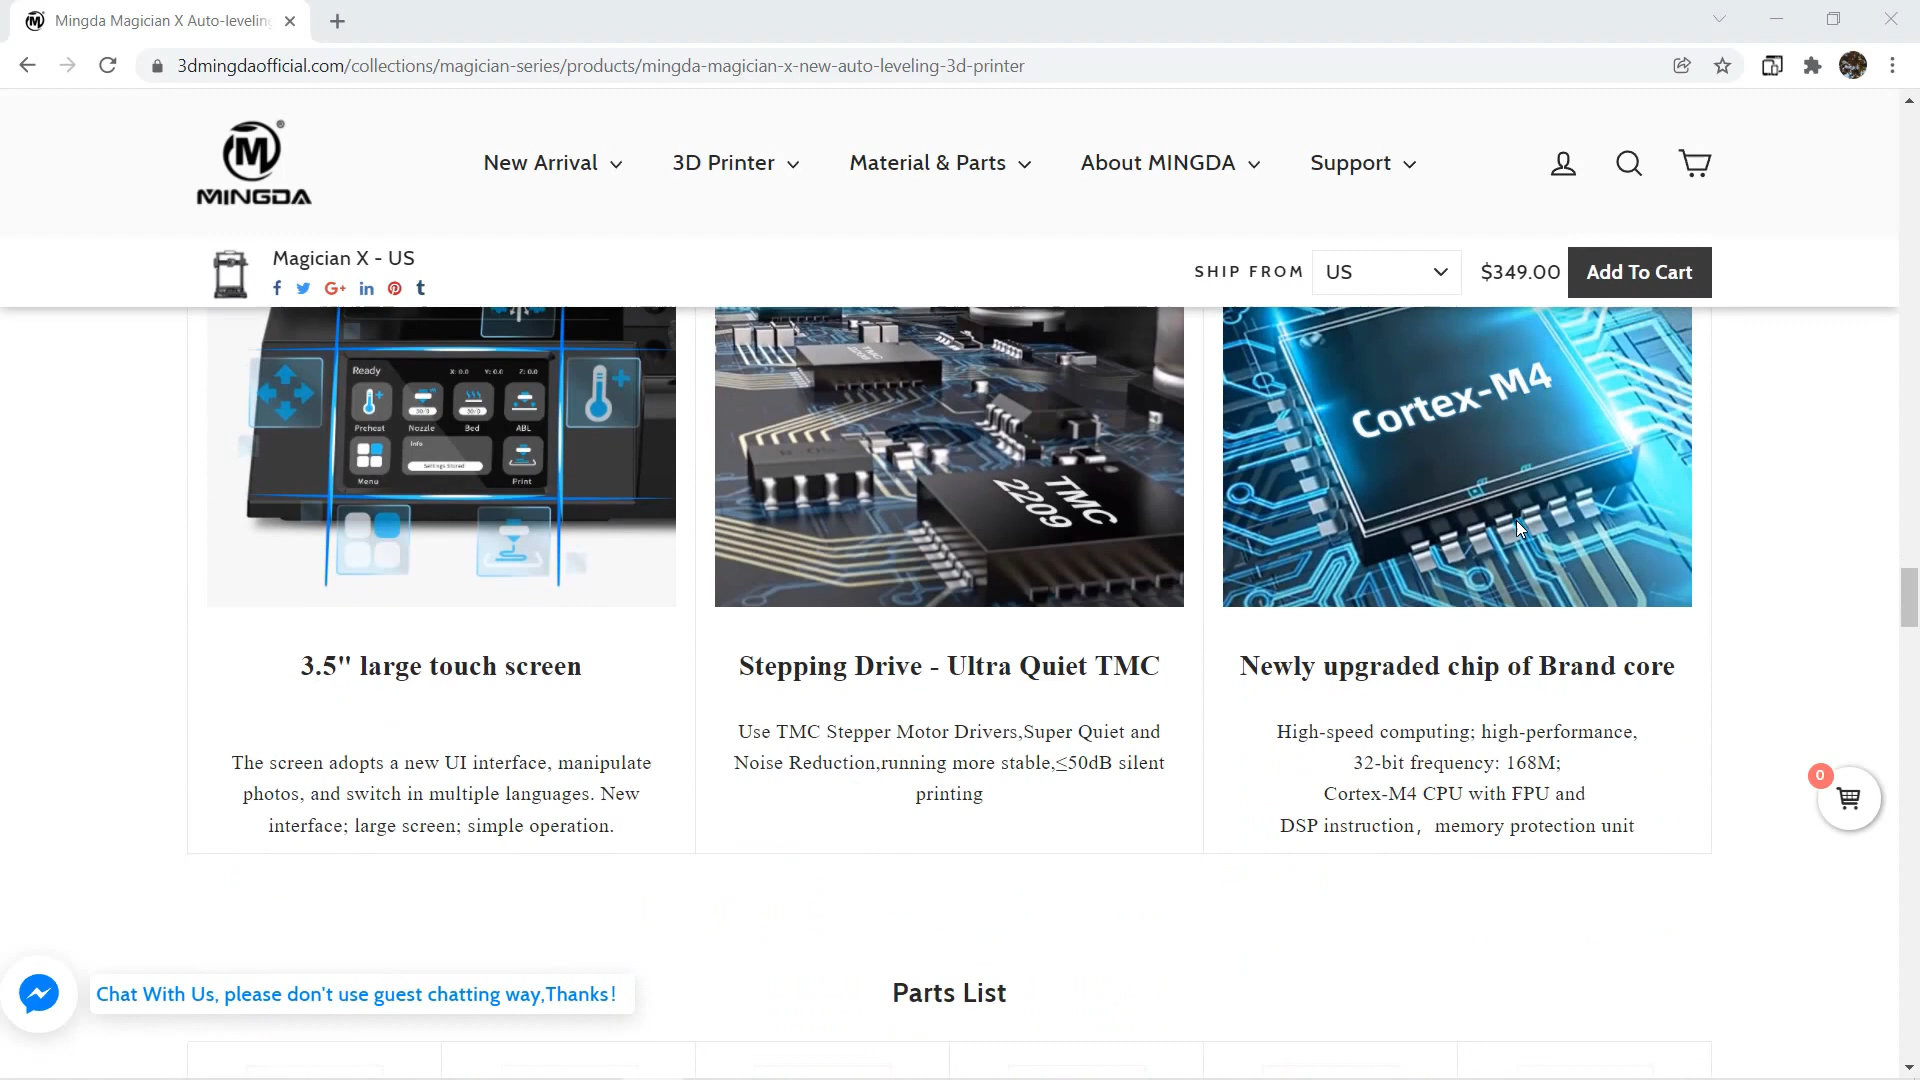 Mingda Magician X Auto-leveling
3dmingdaofficial.com/collections/magician-series/products/mingda-magician-x-new-auto-leveling-3d-printer
MINGDA
New Arrival
3D Printer
Material & Parts
About MINGDA
Support
Magician X - US
SHIP FROM
US
$349.00
Add To Cart
Ready
X: 0.0
Y: 0.0
Z: 0.0
Preheat
Nozzle
Bed
ABL
Menu
Info
Settings Stored
Print
TMC
2209
TMC
2209
Cortex-M4
3.5" large touch screen
The screen adopts a new UI interface, manipulate
photos, and switch in multiple languages. New
interface; large screen; simple operation.
Stepping Drive - Ultra Quiet TMC
Use TMC Stepper Motor Drivers,Super Quiet and
Noise Reduction,running more stable,≤50dB silent
printing
Newly upgraded chip of Brand core
High-speed computing; high-performance,
32-bit frequency: 168M;
Cortex-M4 CPU with FPU and
DSP instruction，memory protection unit
0
Chat With Us, please don't use guest chatting way,Thanks!
Parts List